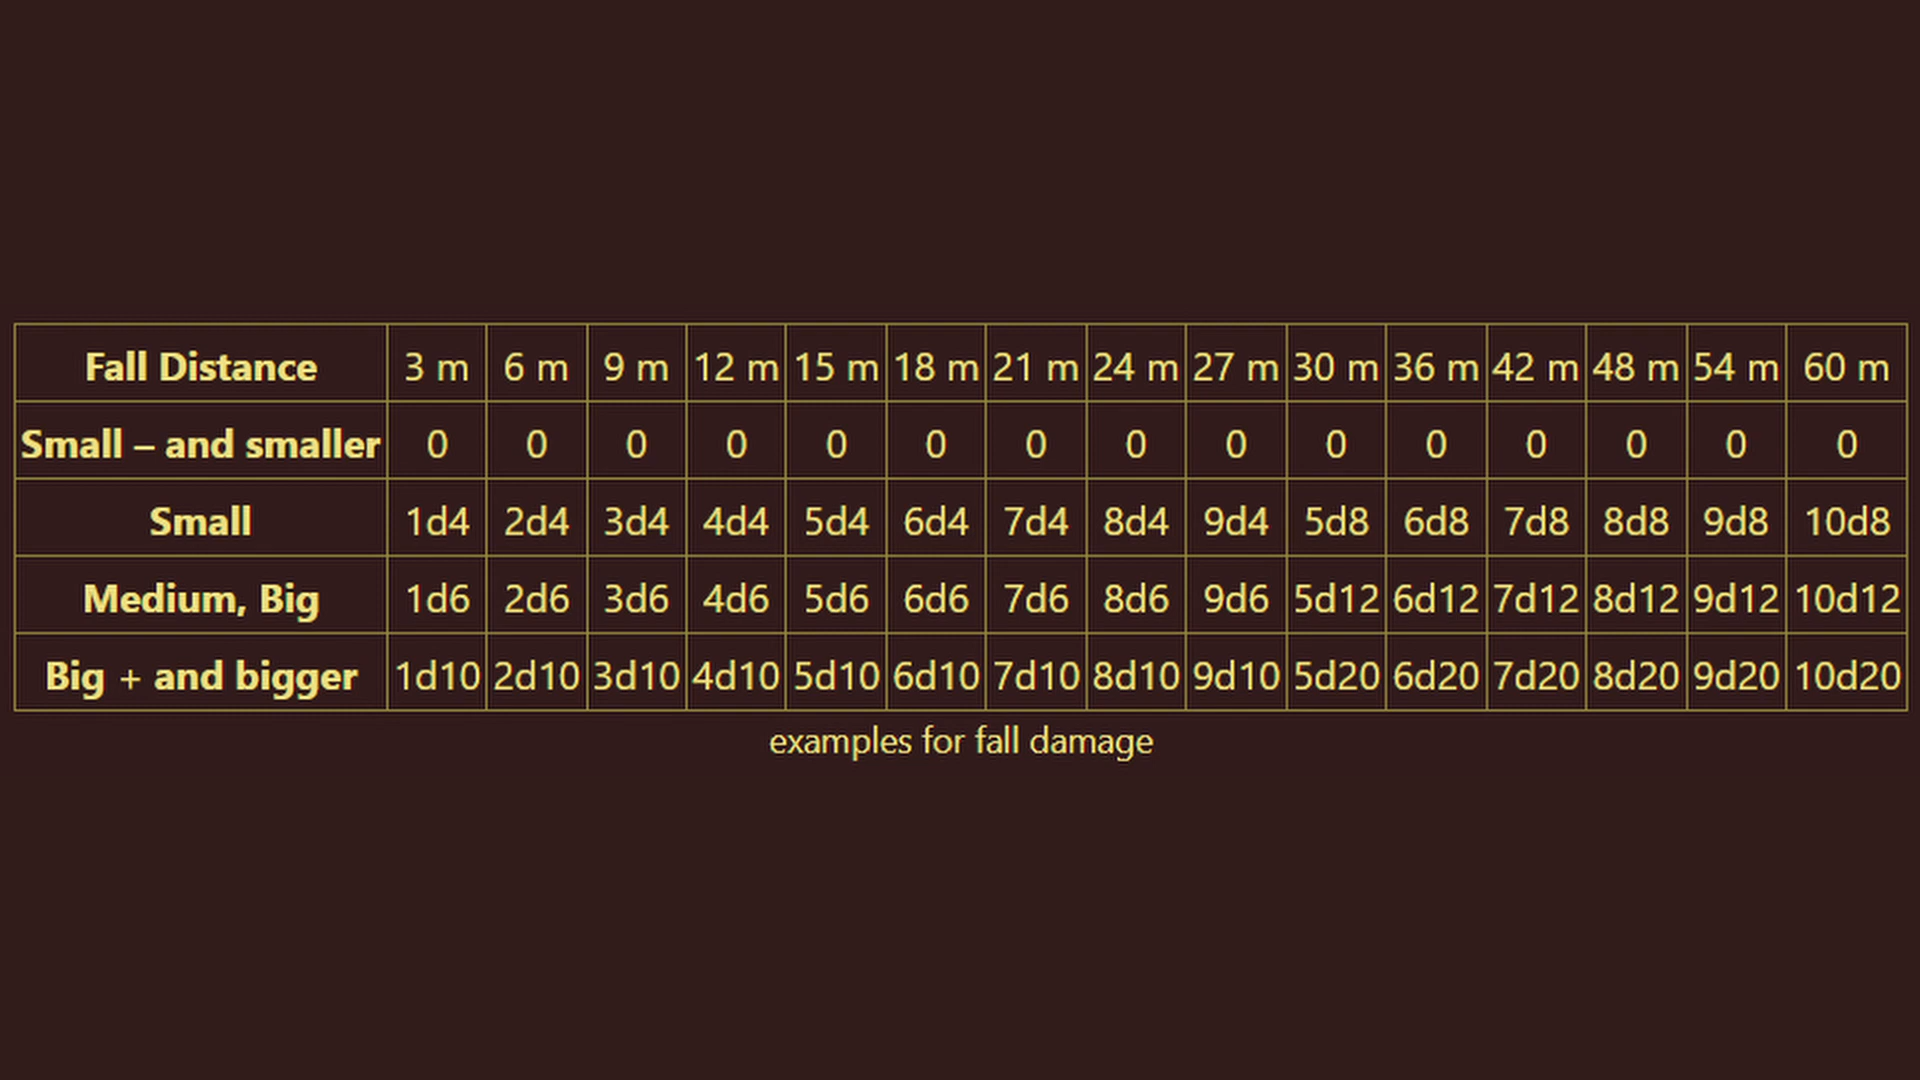 Fall Distance 3 m 6 m 9 m 12 m 15 m 18 m 21 m 24 m 27 m 30 m 36 m 42 m 48 m 54 m 60 m
Small – and smaller 0 0 0 0 0 0 0 0 0 0 0 0 0 0 0
Small 1d4 2d4 3d4 4d4 5d4 6d4 7d4 8d4 9d4 5d8 6d8 7d8 8d8 9d8 10d8
Medium, Big 1d6 2d6 3d6 4d6 5d6 6d6 7d6 8d6 9d6 5d12 6d12 7d12 8d12 9d12 10d12
Big + and bigger 1d10 2d10 3d10 4d10 5d10 6d10 7d10 8d10 9d10 5d20 6d20 7d20 8d20 9d20 10d20
examples for fall damage